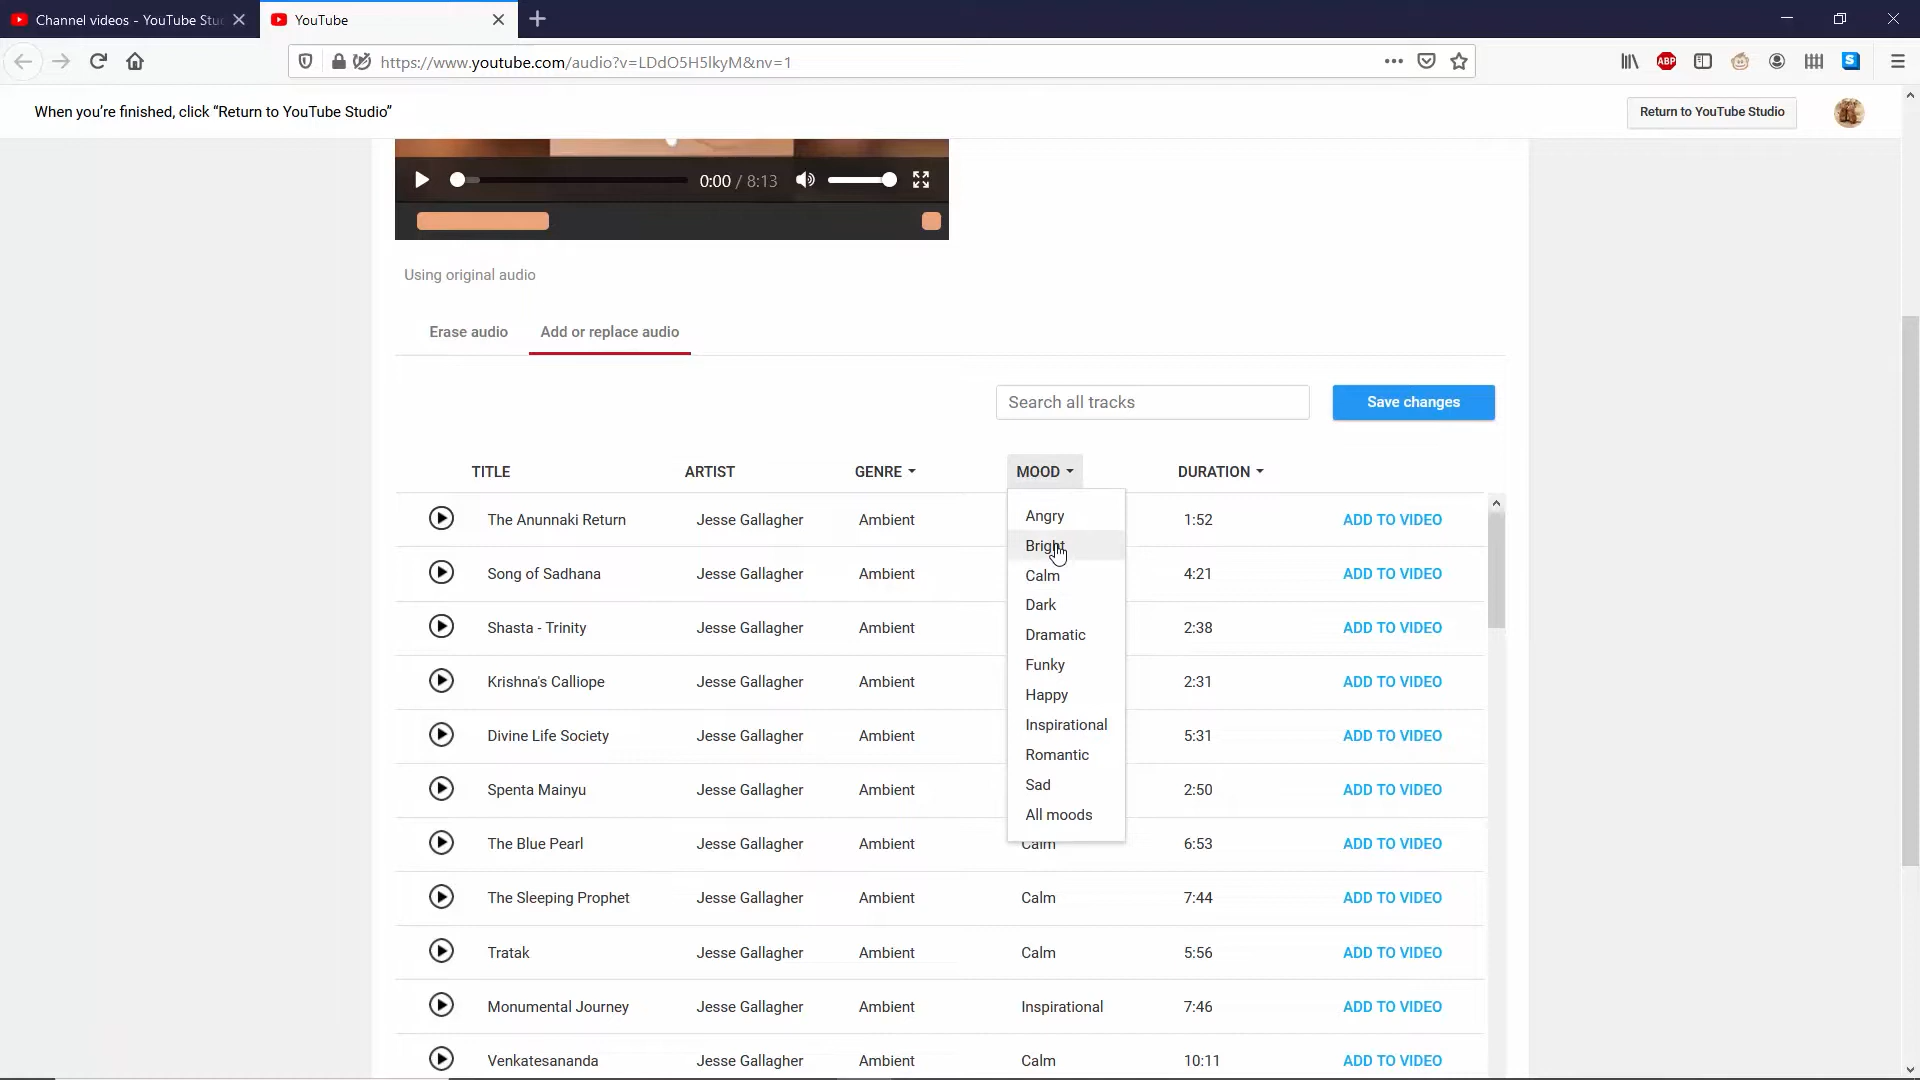 Channel videos - YouTube Stu
YouTube
https://www.youtube.com/audio?v=LDdO5H5lkyM&nv=1
ABP
S
When you’re finished, click “Return to YouTube Studio”
Return to YouTube Studio
0:00 / 8:13
Using original audio
Erase audio
Add or replace audio
Search all tracks
Save changes
TITLE ARTIST GENRE MOOD DURATION
The Anunnaki Return Jesse Gallagher Ambient 1:52 ADD TO VIDEO
Song of Sadhana Jesse Gallagher Ambient 4:21 ADD TO VIDEO
Shasta - Trinity Jesse Gallagher Ambient 2:38 ADD TO VIDEO
Krishna's Calliope Jesse Gallagher Ambient 2:31 ADD TO VIDEO
Divine Life Society Jesse Gallagher Ambient 5:31 ADD TO VIDEO
Spenta Mainyu Jesse Gallagher Ambient 2:50 ADD TO VIDEO
The Blue Pearl Jesse Gallagher Ambient Calm 6:53 ADD TO VIDEO
The Sleeping Prophet Jesse Gallagher Ambient Calm 7:44 ADD TO VIDEO
Tratak Jesse Gallagher Ambient Calm 5:56 ADD TO VIDEO
Monumental Journey Jesse Gallagher Ambient Inspirational 7:46 ADD TO VIDEO
Venkatesananda Jesse Gallagher Ambient Calm 10:11 ADD TO VIDEO
Angry
Bright
Calm
Dark
Dramatic
Funky
Happy
Inspirational
Romantic
Sad
All moods